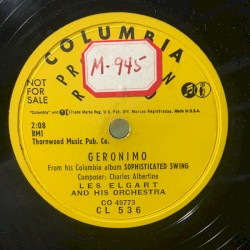 COLUMBIA
M-945
NOT
FOR
SALE
"Columbia" and Trade Marks Reg. U.S. Pat. Off. Marcas Registradas Made in U.S.A.
2:08
BMI
Thornwood Music Pub. Co.
GERONIMO
From his Columbia album SOPHISTICATED SWING
Composer: Charles Albertine
LES ELGART
AND HIS ORCHESTRA
CO 49773
CL 536